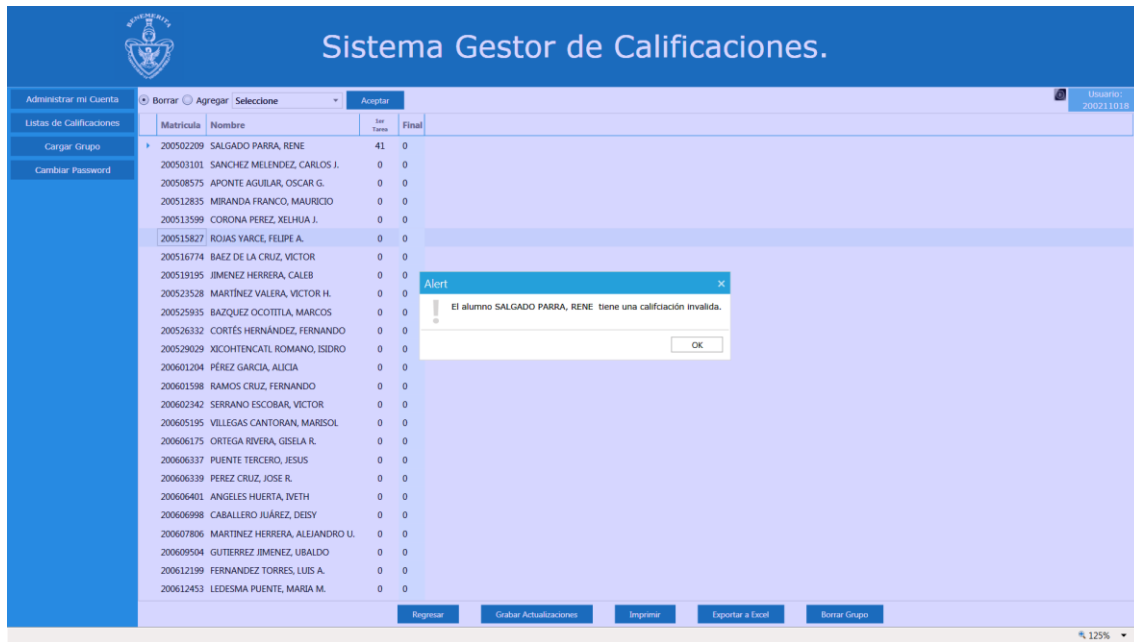 BENEMERITA
Sistema Gestor de Calificaciones.
Administrar mi Cuenta
Listas de Calificaciones
Cargar Grupo
Cambiar Password
Borrar Agregar Seleccione Aceptar
Usuario:
200211018
Matricula Nombre 1er Tarea Final
200502209 SALGADO PARRA, RENE 41 0
200503101 SANCHEZ MELENDEZ, CARLOS J. 0 0
200508575 APONTE AGUILAR, OSCAR G. 0 0
200512835 MIRANDA FRANCO, MAURICIO 0 0
200513599 CORONA PEREZ, XELHUA J. 0 0
200515827 ROJAS YARCE, FELIPE A. 0 0
200516774 BAEZ DE LA CRUZ, VICTOR 0 0
200519195 JIMENEZ HERRERA, CALEB 0 0
200523528 MARTÍNEZ VALERA, VICTOR H. 0 0
200525935 BAZQUEZ OCOTITLA, MARCOS 0 0
200526332 CORTÉS HERNÁNDEZ, FERNANDO 0 0
200529029 XICOHTENCATL ROMANO, ISIDRO 0 0
200601204 PÉREZ GARCIA, ALICIA 0 0
200601598 RAMOS CRUZ, FERNANDO 0 0
200602342 SERRANO ESCOBAR, VICTOR 0 0
200605195 VILLEGAS CANTORAN, MARISOL 0 0
200606175 ORTEGA RIVERA, GISELA R. 0 0
200606337 PUENTE TERCERO, JESUS 0 0
200606339 PEREZ CRUZ, JOSE R. 0 0
200606401 ANGELES HUERTA, IVETH 0 0
200606998 CABALLERO JUÁREZ, DEISY 0 0
200607806 MARTINEZ HERRERA, ALEJANDRO U. 0 0
200609504 GUTIERREZ JIMENEZ, UBALDO 0 0
200612199 FERNANDEZ TORRES, LUIS A. 0 0
200612453 LEDESMA PUENTE, MARIA M. 0 0
Alert
El alumno SALGADO PARRA, RENE tiene una califciación invalida.
OK
Regresar Grabar Actualizaciones Imprimir Exportar a Excel Borrar Grupo
125%